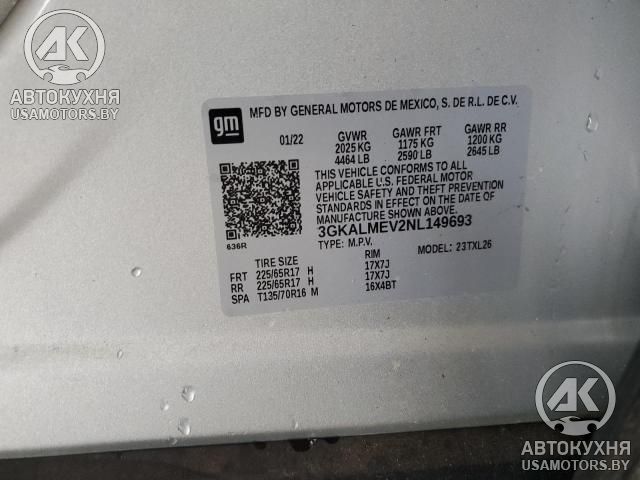 АВТОКУХНЯ
USAMOTORS.BY
gm
MFD BY GENERAL MOTORS DE MEXICO, S. DE R.L. DE C.V.
01/22 GVWR GAWR FRT GAWR RR
2025 KG 1175 KG 1200 KG
4464 LB 2590 LB 2645 LB
THIS VEHICLE CONFORMS TO ALL
APPLICABLE U.S. FEDERAL MOTOR
VEHICLE SAFETY AND THEFT PREVENTION
STANDARDS IN EFFECT ON THE DATE OF
MANUFACTURE SHOWN ABOVE.
3GKALMEV2NL149693
636R TYPE: M.P.V. MODEL: 23TXL26
TIRE SIZE RIM
FRT 225/65R17 H 17X7J
RR 225/65R17 H 17X7J
SPA T135/70R16 M 16X4BT
АК
АВТОКУХНЯ
USAMOTORS.BY